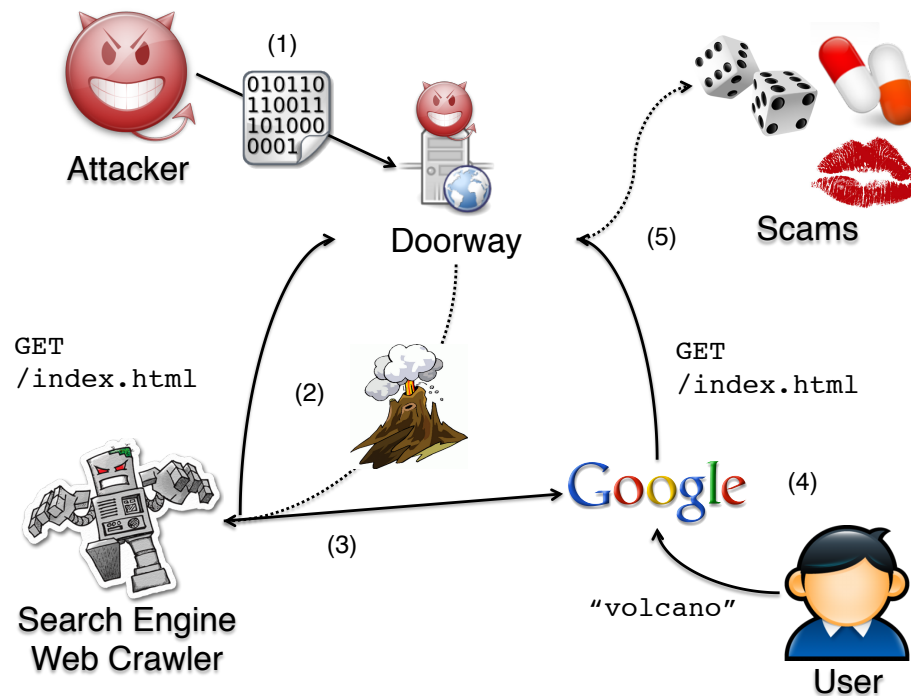 (1)
010110
110011
101000
0001
Attacker
Doorway
(5)
Scams
GET
/index.html
(2)
GET
/index.html
Google
(4)
(3)
"volcano"
Search Engine
Web Crawler
User